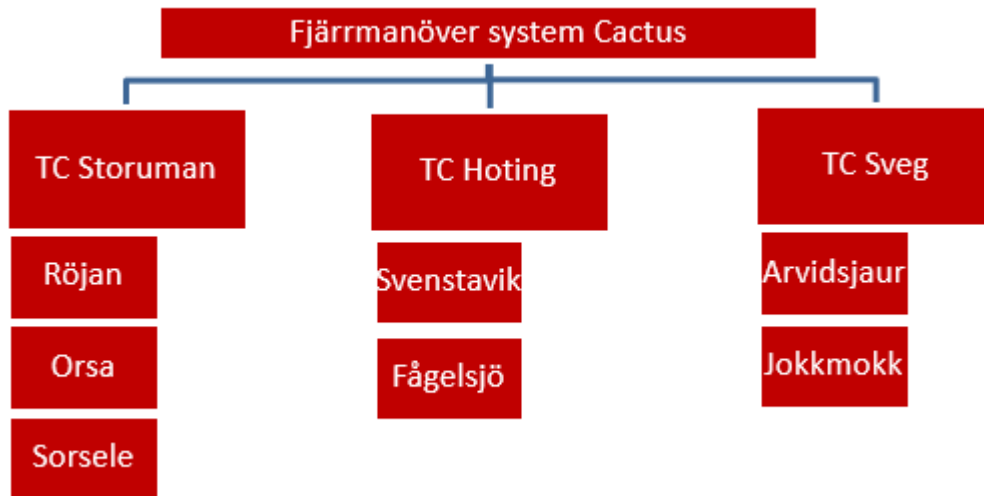 Fjärrmanöver system Cactus
TC Storuman
Röjan
Orsa
Sorsele
TC Hoting
Svenstavik
Fågelsjö
TC Sveg
Arvidsjaur
Jokkmokk